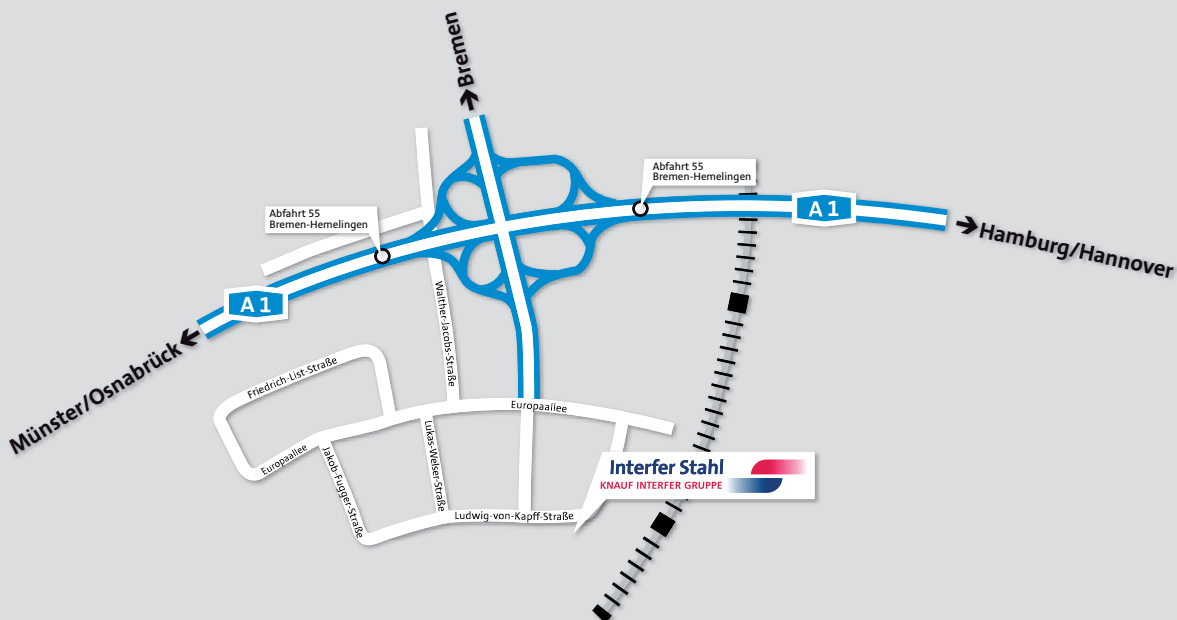 Bremen
Abfahrt 55
Bremen-Hemelingen
A 1
Hamburg/Hannover
Abfahrt 55
Bremen-Hemelingen
A 1
Münster/Osnabrück
Walther-Jacobs-Straße
Friedrich-List-Straße
Europaallee
Europaallee
Lukas-Welser-Straße
Jakob-Fugger-Straße
Ludwig-von-Kapff-Straße
Interfer Stahl
KNAUF INTERFER GRUPPE